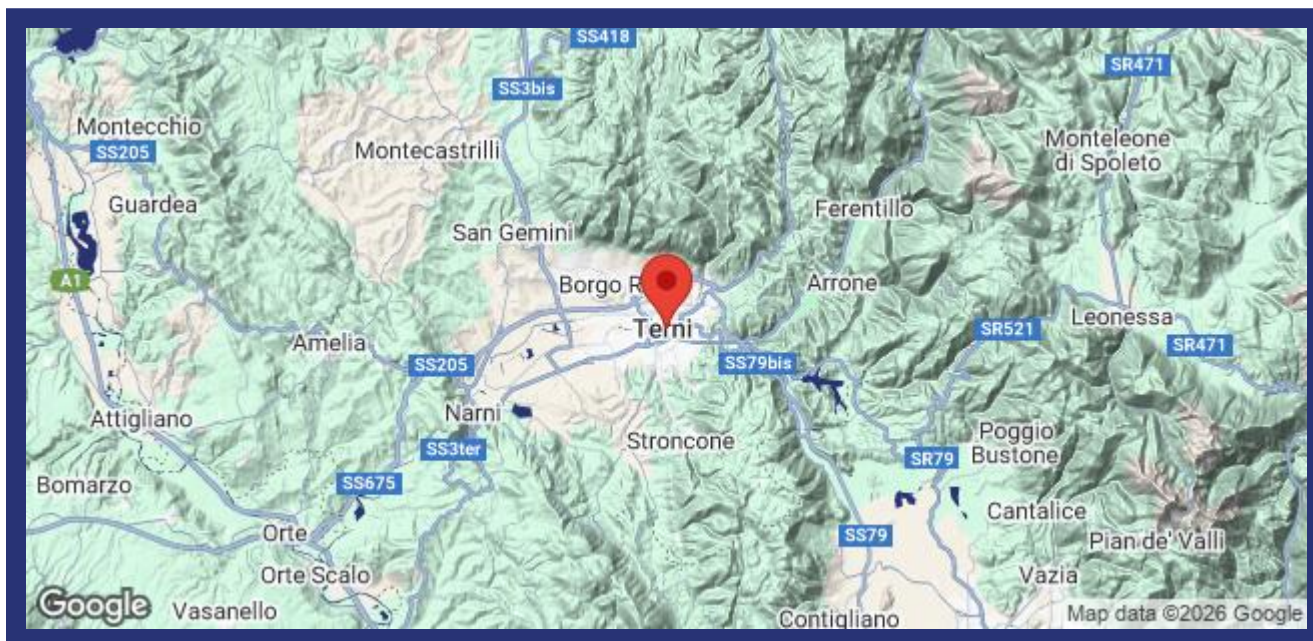 SS418
SR471
SS3bis
Montecchio
SS205
Montecastrilli
Monteleone
di Spoleto
Guardea
Ferentillo
San Gemini
A1
Borgo R
Arrone
Terni
Leonessa
SR521
SR471
Amelia
SS205
SS79bis
Narni
Attigliano
Stroncone
Poggio
Bustone
SS3ter
SR79
Bomarzo
SS675
Cantalice
Orte
SS79
Pian de' Valli
Orte Scalo
Vazia
Google
Vasanello
Contigliano
Map data ©2026 Google